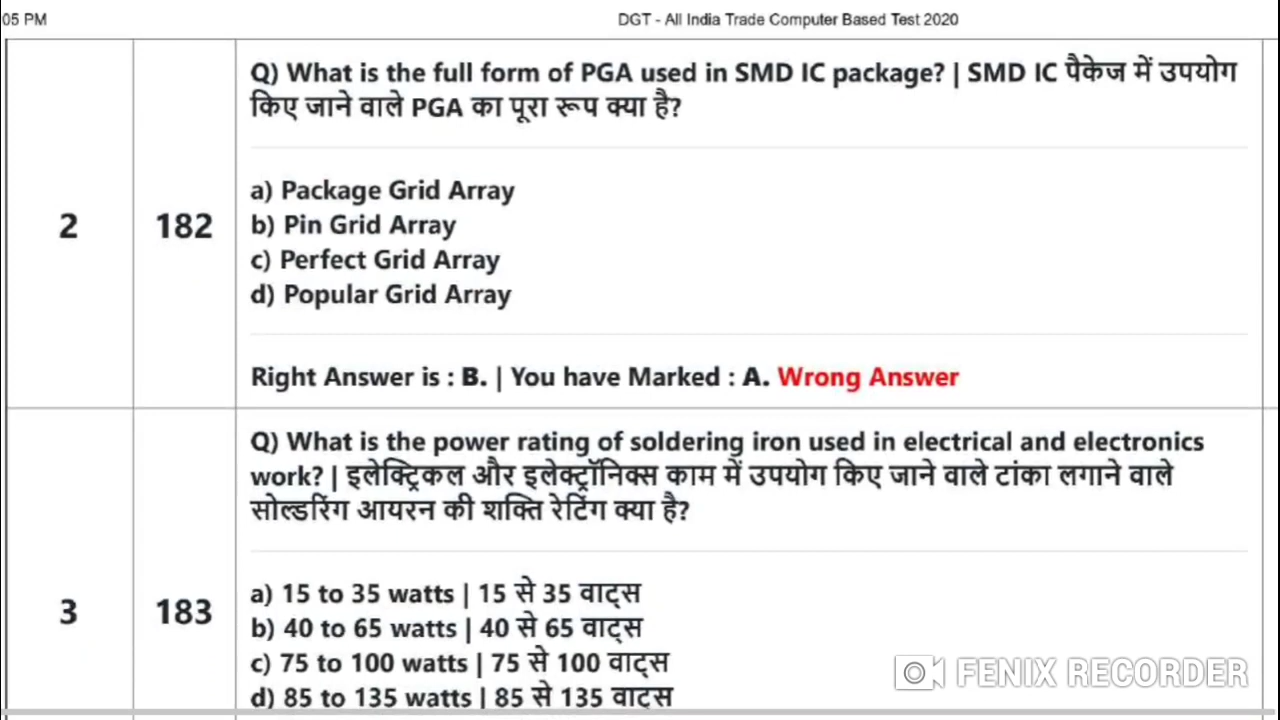 05 PM
DGT - All India Trade Computer Based Test 2020
2
182
Q) What is the full form of PGA used in SMD IC package? | SMD IC पैकेज में उपयोग
किए जाने वाले PGA का पूरा रूप क्या है?
a) Package Grid Array
b) Pin Grid Array
c) Perfect Grid Array
d) Popular Grid Array
Right Answer is : B. | You have Marked : A. Wrong Answer
3
183
Q) What is the power rating of soldering iron used in electrical and electronics
work? | इलेक्ट्रिकल और इलेक्ट्रॉनिक्स काम में उपयोग किए जाने वाले टांका लगाने वाले
सोल्डरिंग आयरन की शक्ति रेटिंग क्या है?
a) 15 to 35 watts | 15 से 35 वाट्स
b) 40 to 65 watts | 40 से 65 वाट्स
c) 75 to 100 watts | 75 से 100 वाट्स
d) 85 to 135 watts | 85 से 135 वाट्स
FENIX RECORDER